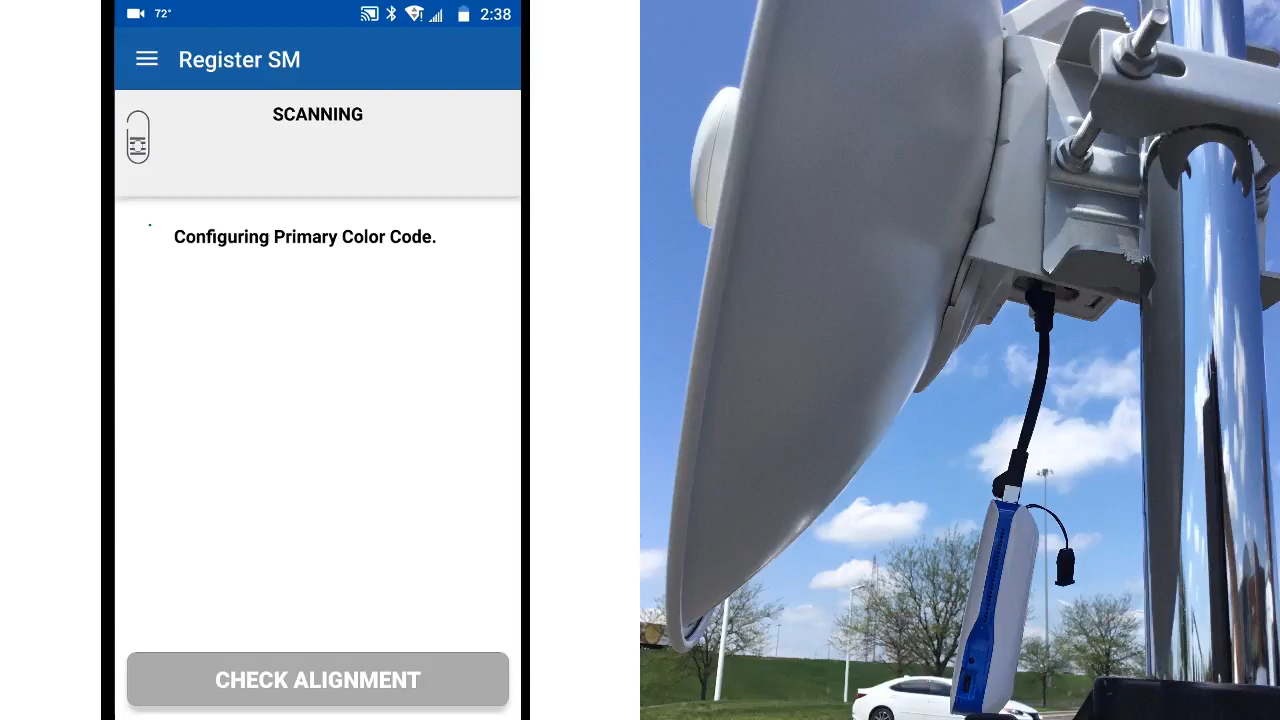 72°
2:38
Register SM
SCANNING
Configuring Primary Color Code.
CHECK ALIGNMENT